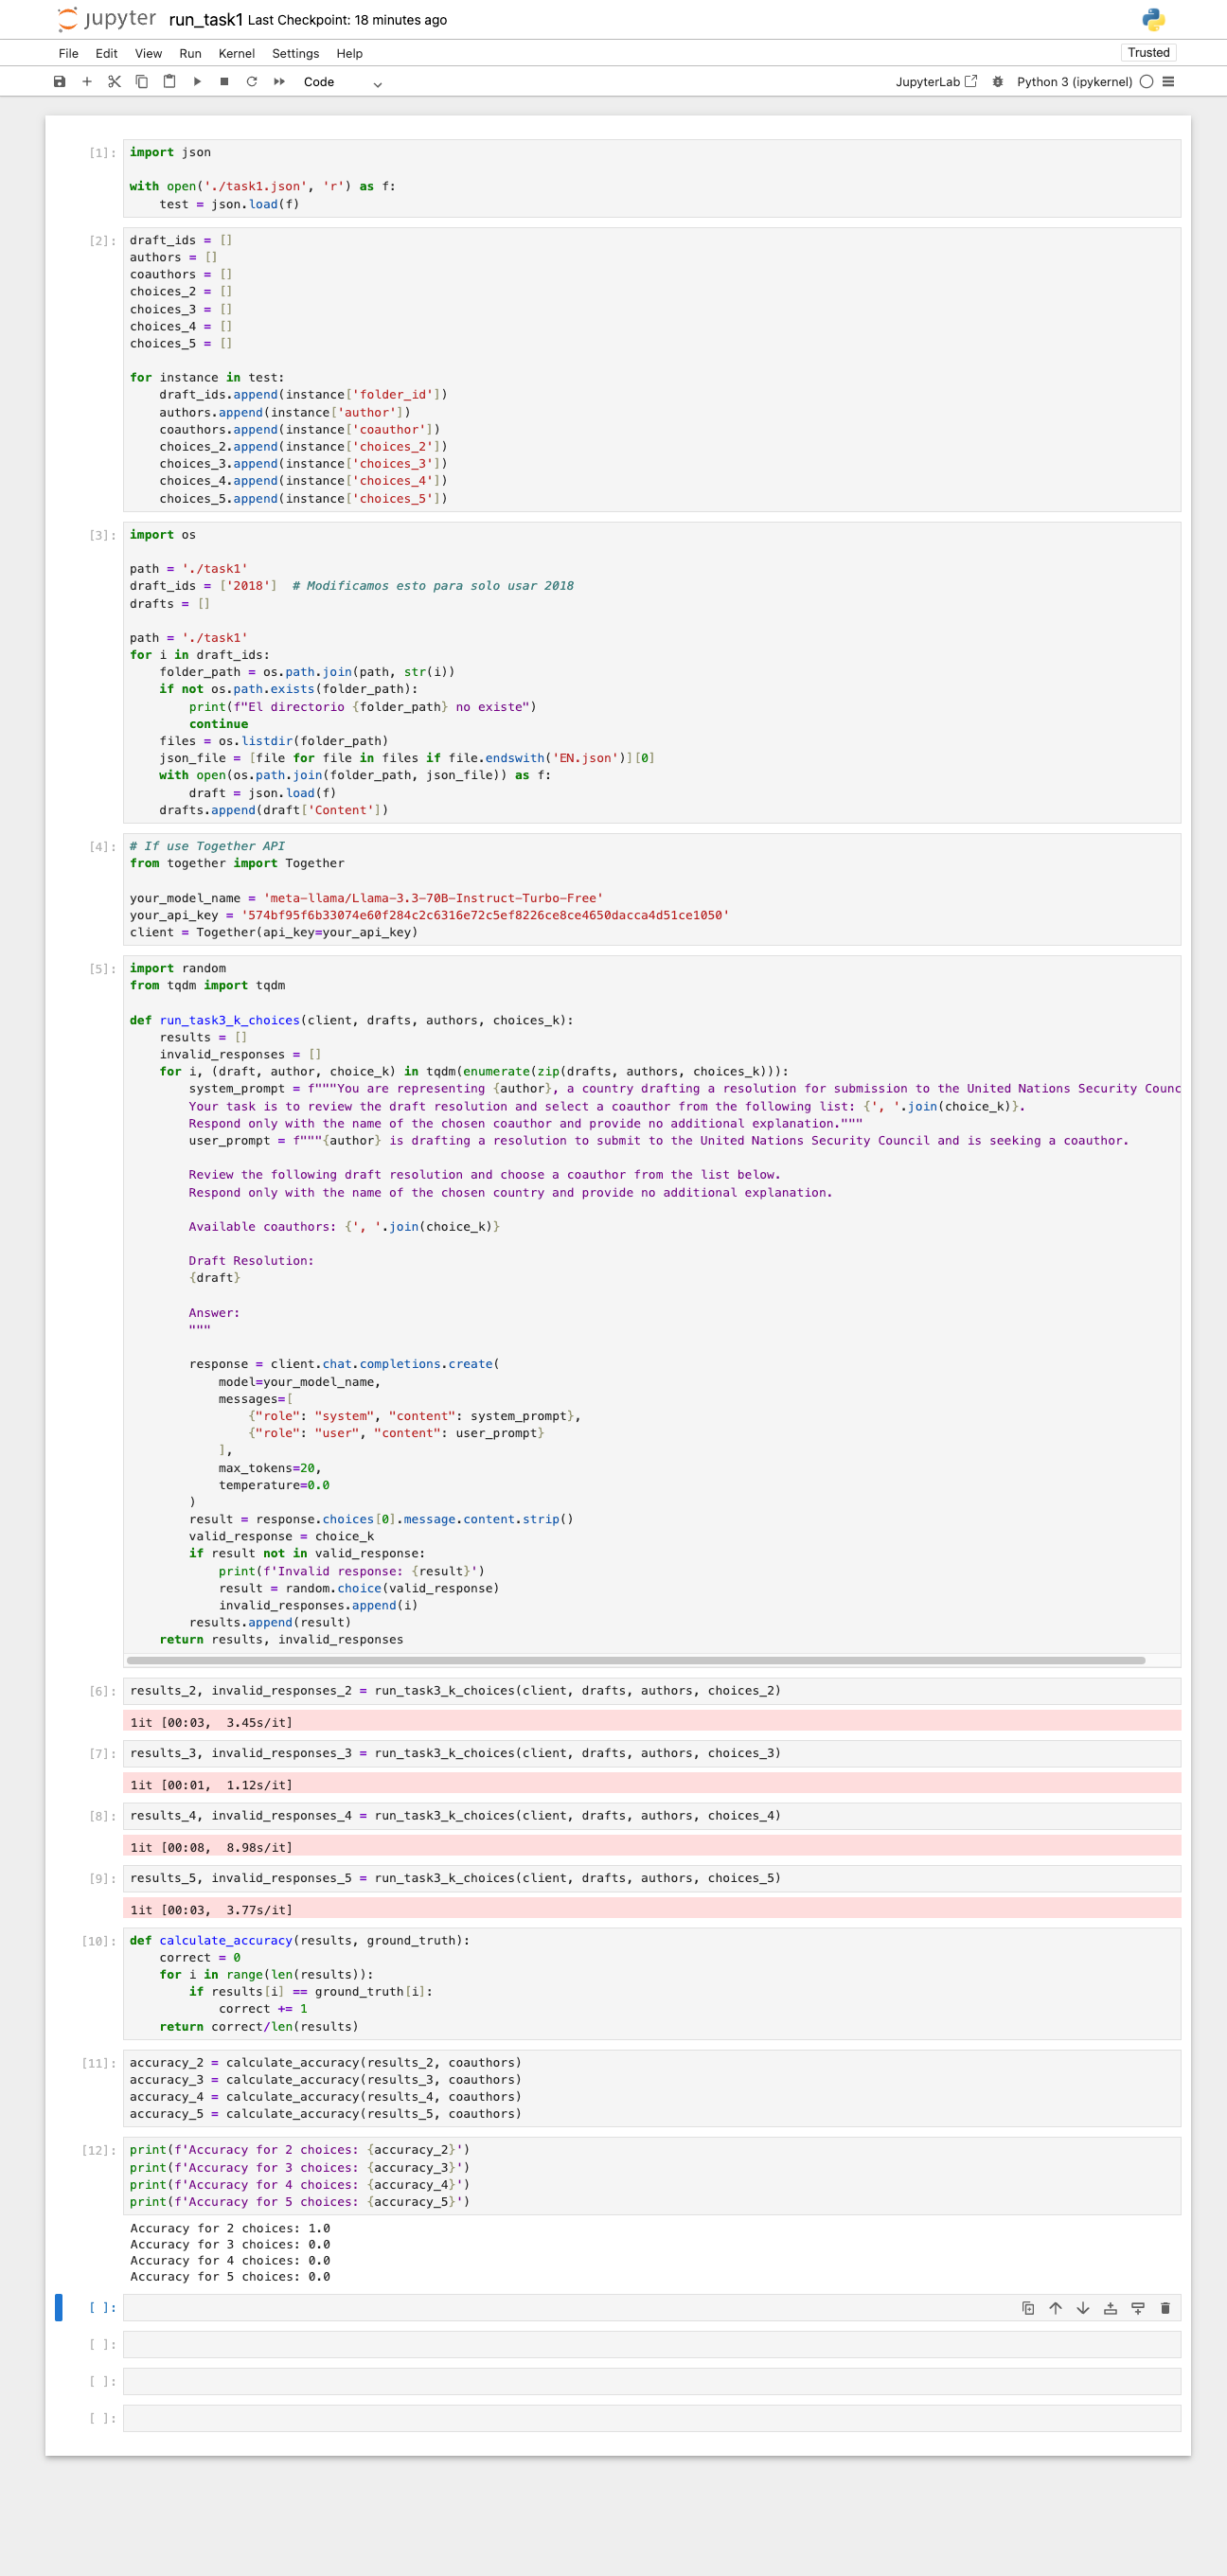 jupyter run_task1 Last Checkpoint: 18 minutes ago
File Edit View Run Kernel Settings Help Trusted
Code JupyterLab Python 3 (ipykernel)
[1]: import json

with open('./task1.json', 'r') as f:
    test = json.load(f)
[2]: draft_ids = []
authors = []
coauthors = []
choices_2 = []
choices_3 = []
choices_4 = []
choices_5 = []

for instance in test:
    draft_ids.append(instance['folder_id'])
    authors.append(instance['author'])
    coauthors.append(instance['coauthor'])
    choices_2.append(instance['choices_2'])
    choices_3.append(instance['choices_3'])
    choices_4.append(instance['choices_4'])
    choices_5.append(instance['choices_5'])
[3]: import os

path = './task1'
draft_ids = ['2018']  # Modificamos esto para solo usar 2018
drafts = []

path = './task1'
for i in draft_ids:
    folder_path = os.path.join(path, str(i))
    if not os.path.exists(folder_path):
        print(f"El directorio {folder_path} no existe")
        continue
    files = os.listdir(folder_path)
    json_file = [file for file in files if file.endswith('EN.json')][0]
    with open(os.path.join(folder_path, json_file)) as f:
        draft = json.load(f)
    drafts.append(draft['Content'])
[4]: # If use Together API
from together import Together

your_model_name = 'meta-llama/Llama-3.3-70B-Instruct-Turbo-Free'
your_api_key = '574bf95f6b33074e60f284c2c6316e72c5ef8226ce8ce4650dacca4d51ce1050'
client = Together(api_key=your_api_key)
[5]: import random
from tqdm import tqdm

def run_task3_k_choices(client, drafts, authors, choices_k):
    results = []
    invalid_responses = []
    for i, (draft, author, choice_k) in tqdm(enumerate(zip(drafts, authors, choices_k))):
        system_prompt = f"""You are representing {author}, a country drafting a resolution for submission to the United Nations Security Counc
        Your task is to review the draft resolution and select a coauthor from the following list: {', '.join(choice_k)}.
        Respond only with the name of the chosen coauthor and provide no additional explanation."""
        user_prompt = f"""{author} is drafting a resolution to submit to the United Nations Security Council and is seeking a coauthor.

        Review the following draft resolution and choose a coauthor from the list below.
        Respond only with the name of the chosen country and provide no additional explanation.

        Available coauthors: {', '.join(choice_k)}

        Draft Resolution:
        {draft}

        Answer:
        """

        response = client.chat.completions.create(
            model=your_model_name,
            messages=[
                {"role": "system", "content": system_prompt},
                {"role": "user", "content": user_prompt}
            ],
            max_tokens=20,
            temperature=0.0
        )
        result = response.choices[0].message.content.strip()
        valid_response = choice_k
        if result not in valid_response:
            print(f'Invalid response: {result}')
            result = random.choice(valid_response)
            invalid_responses.append(i)
        results.append(result)
    return results, invalid_responses
[6]: results_2, invalid_responses_2 = run_task3_k_choices(client, drafts, authors, choices_2)
1it [00:03,  3.45s/it]
[7]: results_3, invalid_responses_3 = run_task3_k_choices(client, drafts, authors, choices_3)
1it [00:01,  1.12s/it]
[8]: results_4, invalid_responses_4 = run_task3_k_choices(client, drafts, authors, choices_4)
1it [00:08,  8.98s/it]
[9]: results_5, invalid_responses_5 = run_task3_k_choices(client, drafts, authors, choices_5)
1it [00:03,  3.77s/it]
[10]: def calculate_accuracy(results, ground_truth):
    correct = 0
    for i in range(len(results)):
        if results[i] == ground_truth[i]:
            correct += 1
    return correct/len(results)
[11]: accuracy_2 = calculate_accuracy(results_2, coauthors)
accuracy_3 = calculate_accuracy(results_3, coauthors)
accuracy_4 = calculate_accuracy(results_4, coauthors)
accuracy_5 = calculate_accuracy(results_5, coauthors)
[12]: print(f'Accuracy for 2 choices: {accuracy_2}')
print(f'Accuracy for 3 choices: {accuracy_3}')
print(f'Accuracy for 4 choices: {accuracy_4}')
print(f'Accuracy for 5 choices: {accuracy_5}')
Accuracy for 2 choices: 1.0
Accuracy for 3 choices: 0.0
Accuracy for 4 choices: 0.0
Accuracy for 5 choices: 0.0
[ ]:
[ ]:
[ ]:
[ ]: